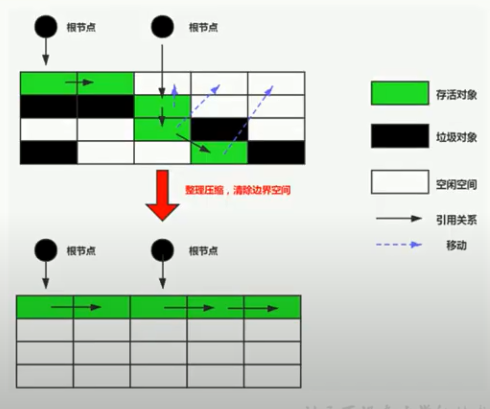 根节点
根节点
存活对象
垃圾对象
空闲空间
整理压缩，清除边界空间
引用关系
移动
根节点
根节点